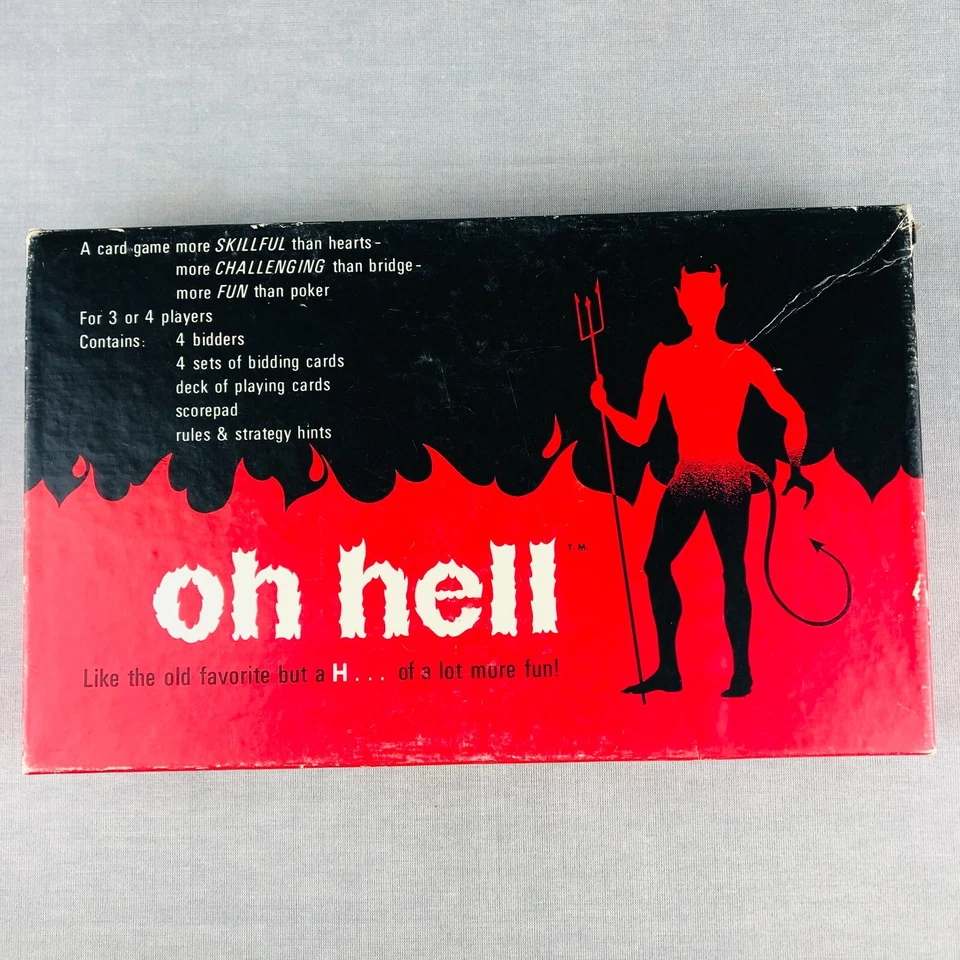 A card game more SKILLFUL than hearts-
more CHALLENGING than bridge-
more FUN than poker
For 3 or 4 players
Contains: 4 bidders
4 sets of bidding cards
deck of playing cards
scorepad
rules & strategy hints
oh hell T.M.
Like the old favorite but a H... of a lot more fun!